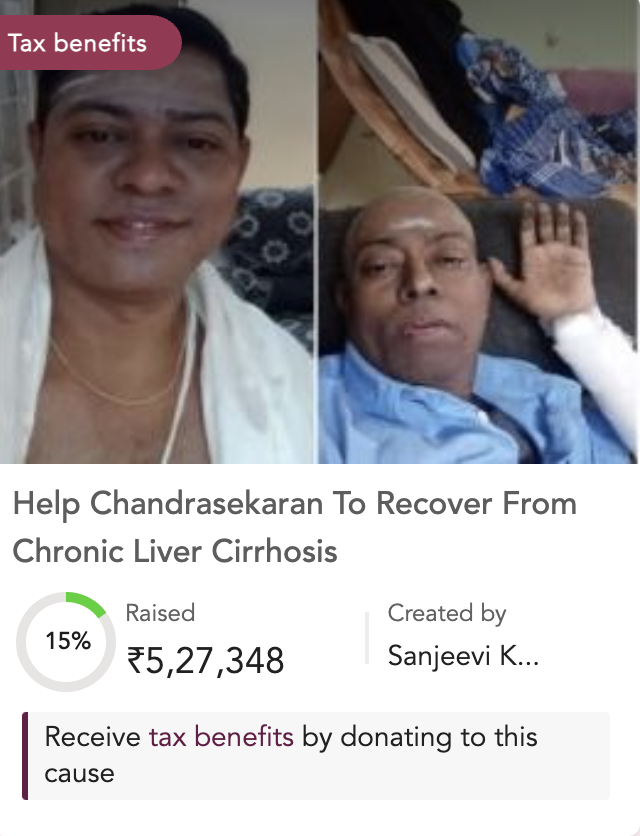 Tax benefits
Help Chandrasekaran To Recover From
Chronic Liver Cirrhosis
15%
Raised
₹5,27,348
Created by
Sanjeevi K...
Receive tax benefits by donating to this
cause